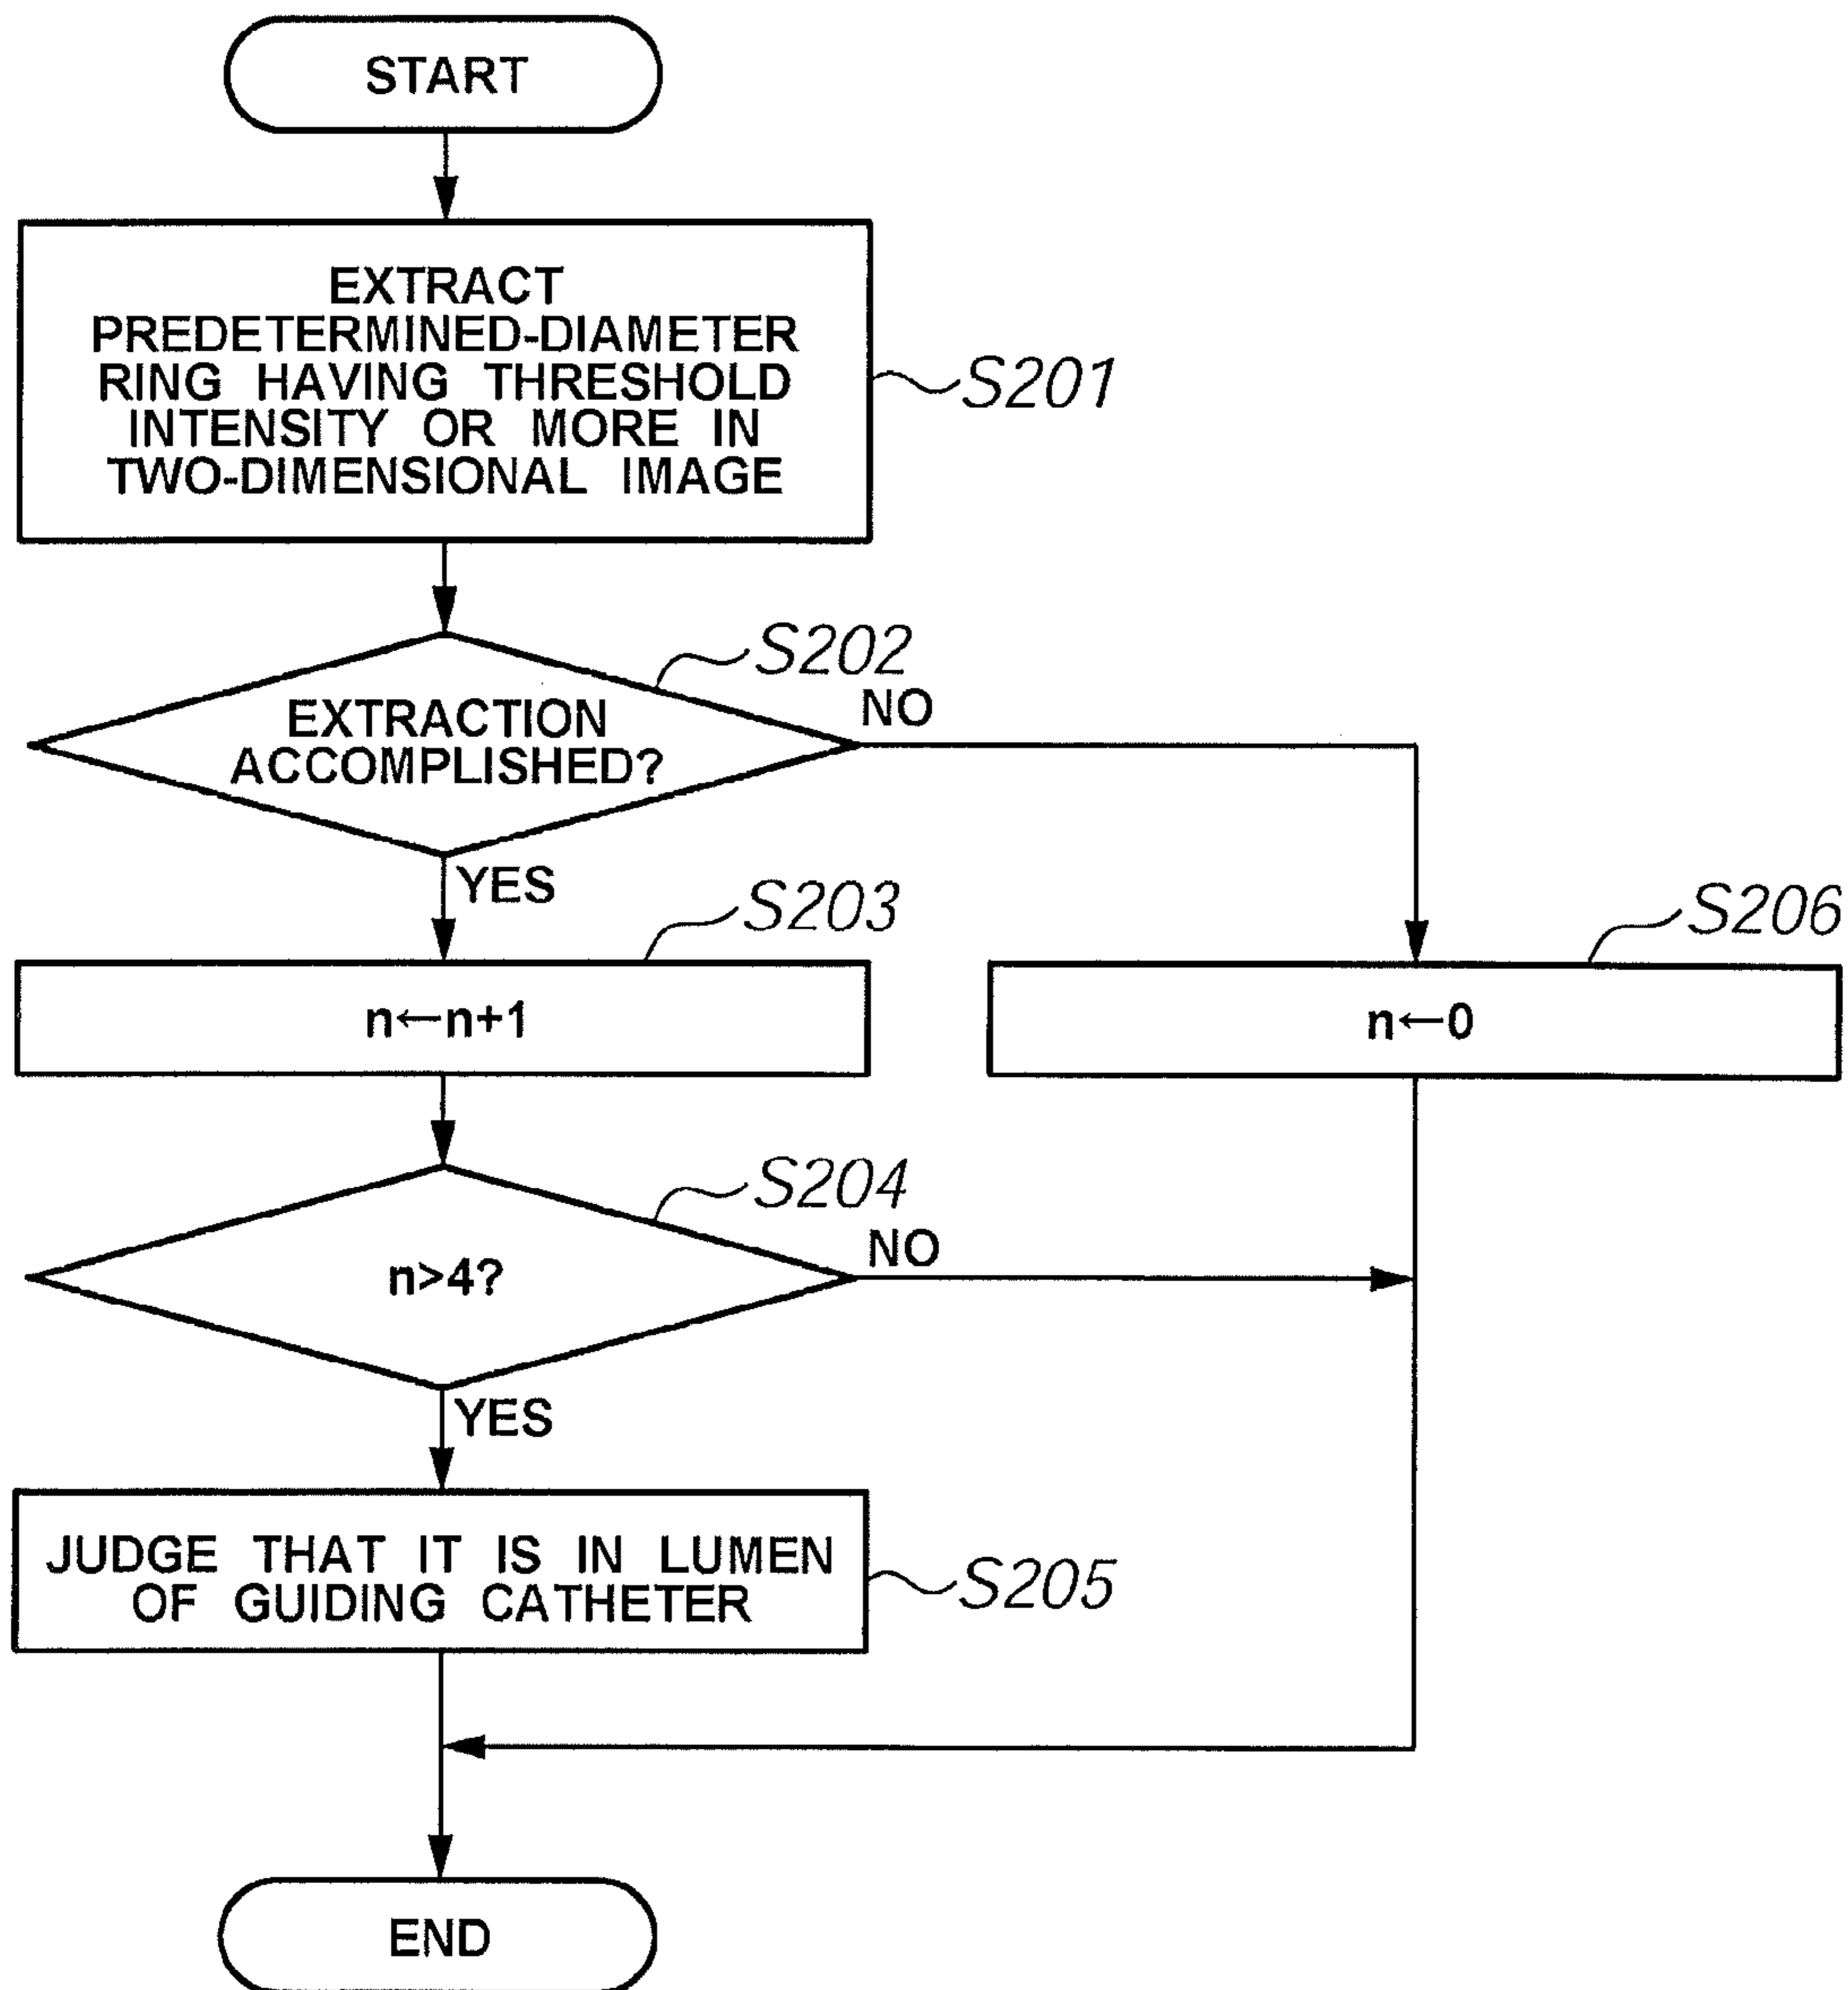 START
EXTRACT
PREDETERMINED-DIAMETER
RING HAVING THRESHOLD
INTENSITY OR MORE IN
TWO-DIMENSIONAL IMAGE
S201
S202
EXTRACTION
ACCOMPLISHED?
NO
YES
S203
n←n+1
S206
n←0
S204
n>4?
NO
YES
JUDGE THAT IT IS IN LUMEN
OF GUIDING CATHETER
S205
END